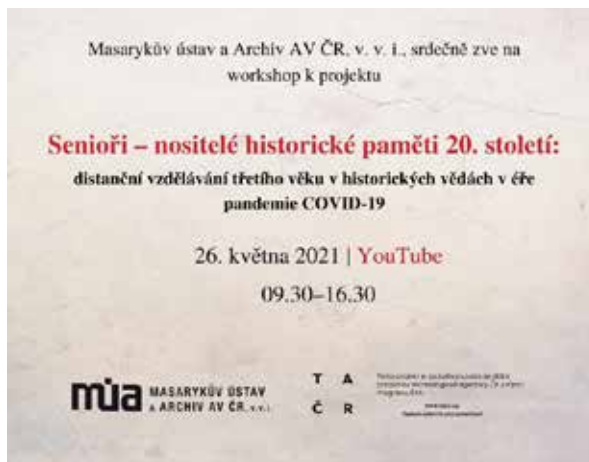 Masarykův ústav a Archiv AV ČR, v. v. i., srdečně zve na
workshop k projektu
Senioři – nositelé historické paměti 20. století:
distanční vzdělávání třetího věku v historických vědách v éře
pandemie COVID-19
26. května 2021 | YouTube
09.30–16.30
múa MASARYKŮV ÚSTAV
A ARCHIV AV ČR, v. v. i.
T A
Č R